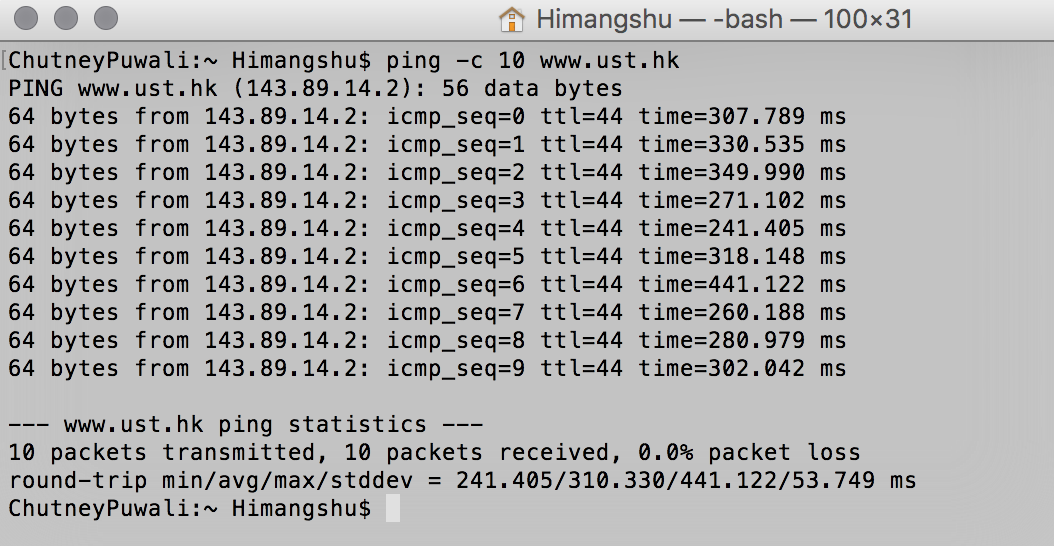 Himangshu — -bash — 100×31
[ChutneyPuwali:~ Himangshu$ ping -c 10 www.ust.hk
PING www.ust.hk (143.89.14.2): 56 data bytes
64 bytes from 143.89.14.2: icmp_seq=0 ttl=44 time=307.789 ms
64 bytes from 143.89.14.2: icmp_seq=1 ttl=44 time=330.535 ms
64 bytes from 143.89.14.2: icmp_seq=2 ttl=44 time=349.990 ms
64 bytes from 143.89.14.2: icmp_seq=3 ttl=44 time=271.102 ms
64 bytes from 143.89.14.2: icmp_seq=4 ttl=44 time=241.405 ms
64 bytes from 143.89.14.2: icmp_seq=5 ttl=44 time=318.148 ms
64 bytes from 143.89.14.2: icmp_seq=6 ttl=44 time=441.122 ms
64 bytes from 143.89.14.2: icmp_seq=7 ttl=44 time=260.188 ms
64 bytes from 143.89.14.2: icmp_seq=8 ttl=44 time=280.979 ms
64 bytes from 143.89.14.2: icmp_seq=9 ttl=44 time=302.042 ms
--- www.ust.hk ping statistics ---
10 packets transmitted, 10 packets received, 0.0% packet loss
round-trip min/avg/max/stddev = 241.405/310.330/441.122/53.749 ms
ChutneyPuwali:~ Himangshu$